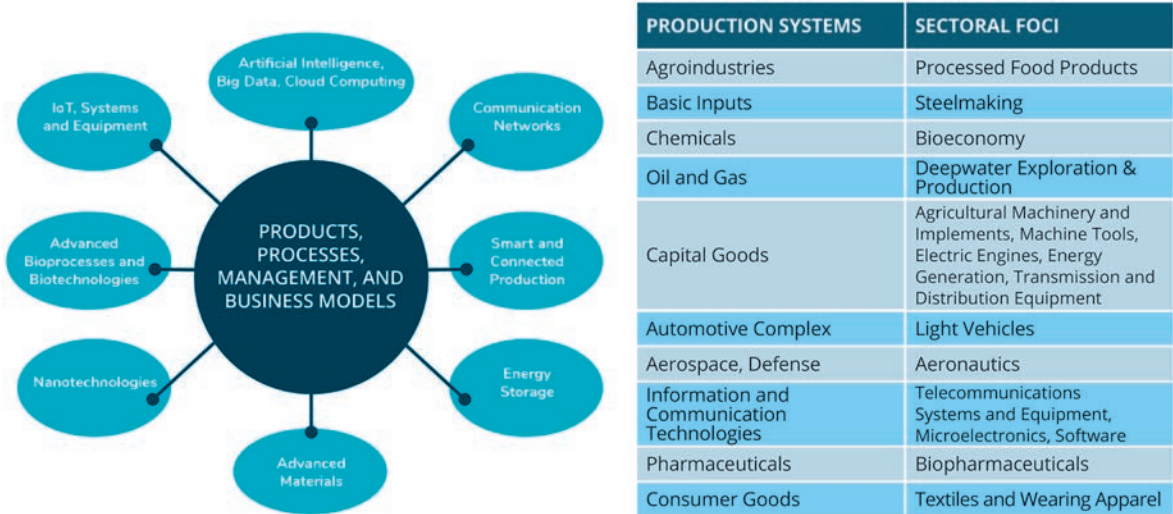 Artificial Intelligence,
Big Data, Cloud Computing
IoT, Systems
and Equipment
Communication
Networks
PRODUCTS,
PROCESSES,
MANAGEMENT, AND
BUSINESS MODELS
Advanced
Bioprocesses and
Biotechnologies
Smart and
Connected
Production
Nanotechnologies
Energy
Storage
Advanced
Materials
PRODUCTION SYSTEMS SECTORAL FOCI
Agroindustries Processed Food Products
Basic Inputs Steelmaking
Chemicals Bioeconomy
Oil and Gas Deepwater Exploration &
Production
Capital Goods Agricultural Machinery and
Implements, Machine Tools,
Electric Engines, Energy
Generation, Transmission and
Distribution Equipment
Automotive Complex Light Vehicles
Aerospace, Defense Aeronautics
Information and
Communication
Technologies
Telecommunications
Systems and Equipment,
Microelectronics, Software
Pharmaceuticals Biopharmaceuticals
Consumer Goods Textiles and Wearing Apparel